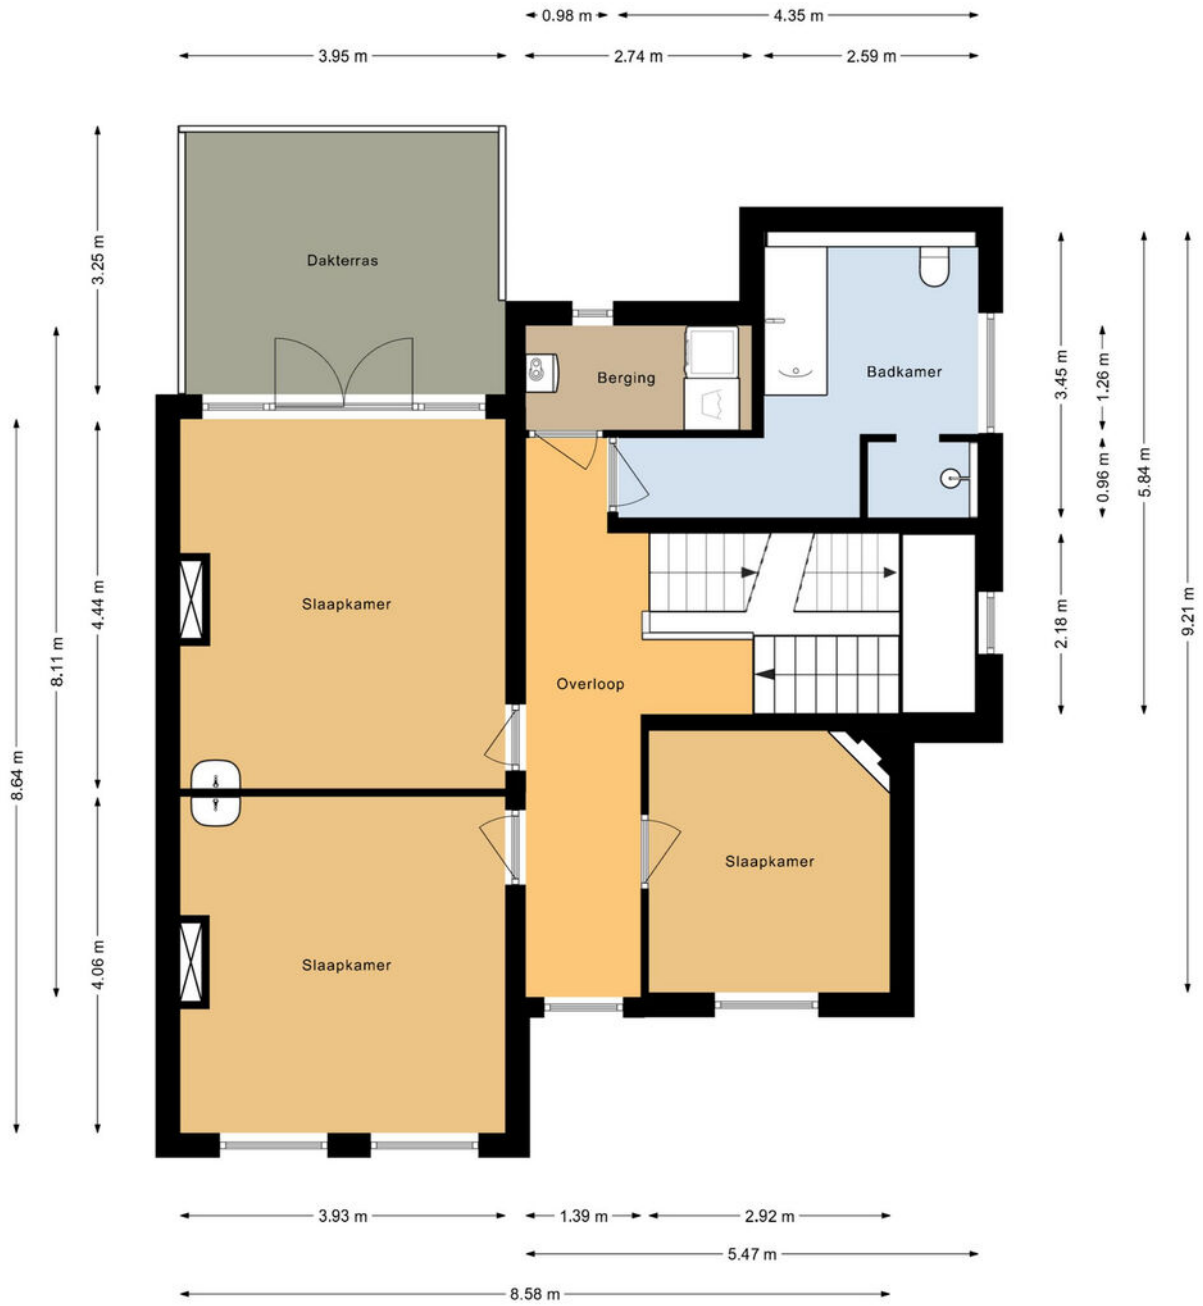 0.98 m
4.35 m
3.95 m
2.74 m
2.59 m
3.25 m
Dakterras
Berging
Badkamer
3.45 m
1.26 m
0.96 m
5.84 m
9.21 m
2.18 m
4.44 m
8.11 m
8.64 m
4.06 m
Slaapkamer
Overloop
Slaapkamer
Slaapkamer
3.93 m
1.39 m
2.92 m
5.47 m
8.58 m